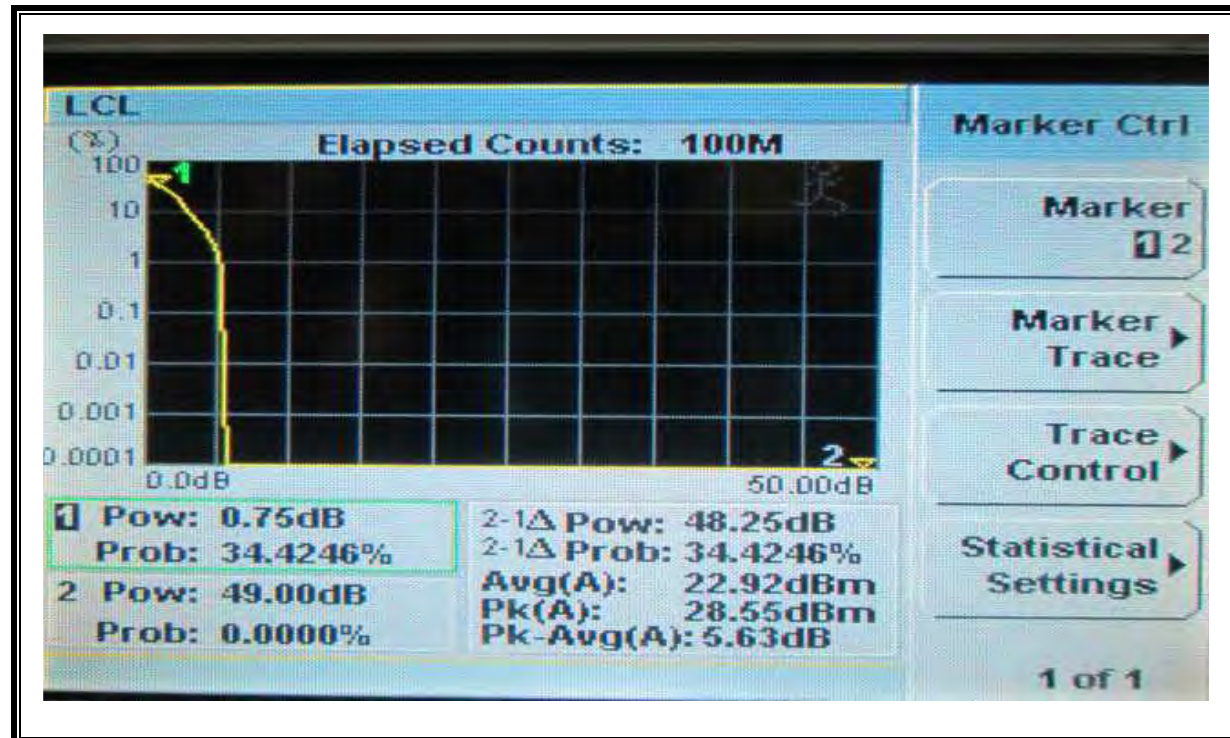 LCL
(%)
Elapsed Counts: 100M
100
10
1
0.1
0.01
0.001
0.0001
1
2
0.0dB
50.00dB
1 Pow: 0.75dB
Prob: 34.4246%
2 Pow: 49.00dB
Prob: 0.0000%
2-1Δ Pow: 48.25dB
2-1Δ Prob: 34.4246%
Avg(A): 22.92dBm
Pk(A): 28.55dBm
Pk-Avg(A): 5.63dB
Marker Ctrl
Marker
1 2
Marker
Trace
Trace
Control
Statistical
Settings
1 of 1